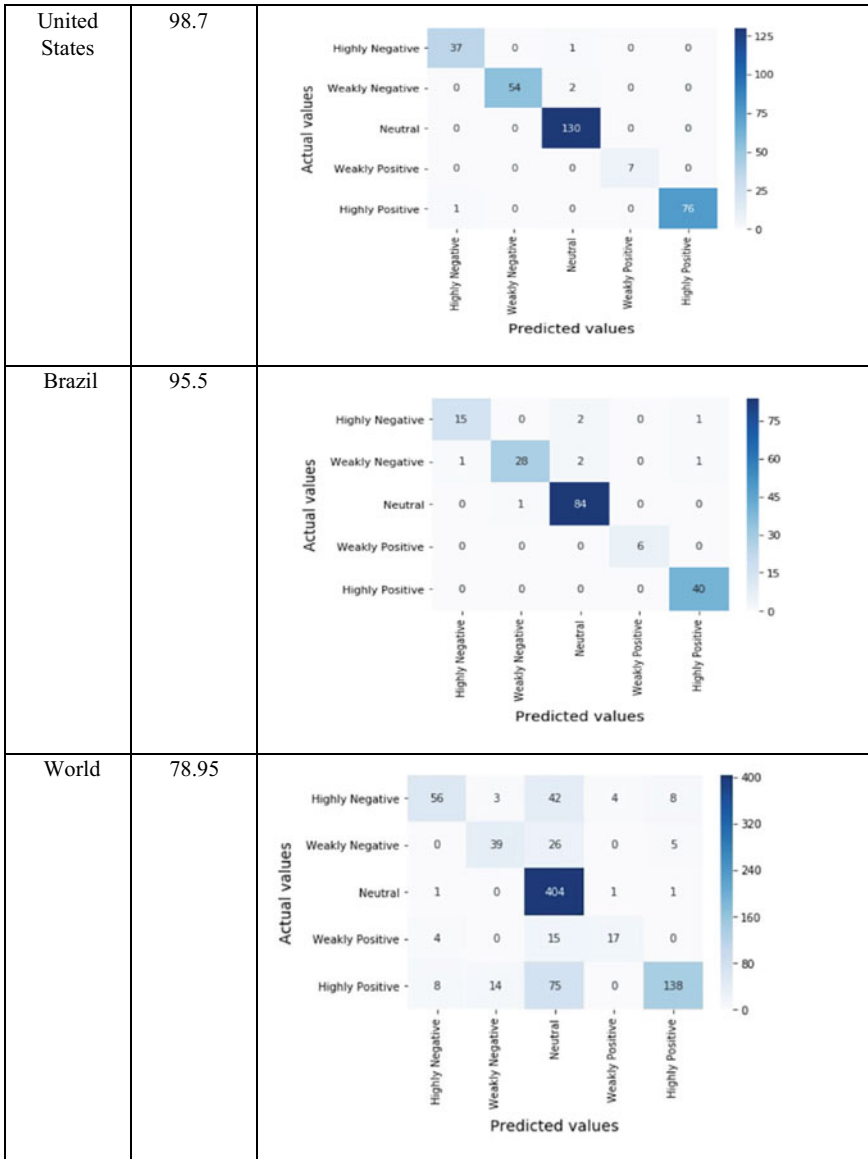 United States
98.7
Actual values
Highly Negative - 37 0 1 0 0
Weakly Negative - 0 54 2 0 0
Neutral - 0 0 130 0 0
Weakly Positive - 0 0 0 7 0
Highly Positive - 1 0 0 0 76
Highly Negative
Weakly Negative
Neutral
Weakly Positive
Highly Positive
Predicted values
125
100
75
50
25
0
Brazil
95.5
Actual values
Highly Negative - 15 0 2 0 1
Weakly Negative - 1 28 2 0 1
Neutral - 0 1 84 0 0
Weakly Positive - 0 0 0 6 0
Highly Positive - 0 0 0 0 40
Highly Negative
Weakly Negative
Neutral
Weakly Positive
Highly Positive
Predicted values
75
60
45
30
15
0
World
78.95
Actual values
Highly Negative - 56 3 42 4 8
Weakly Negative - 0 39 26 0 5
Neutral - 1 0 404 1 1
Weakly Positive - 4 0 15 17 0
Highly Positive - 8 14 75 0 138
Highly Negative
Weakly Negative
Neutral
Weakly Positive
Highly Positive
Predicted values
400
320
240
160
80
0